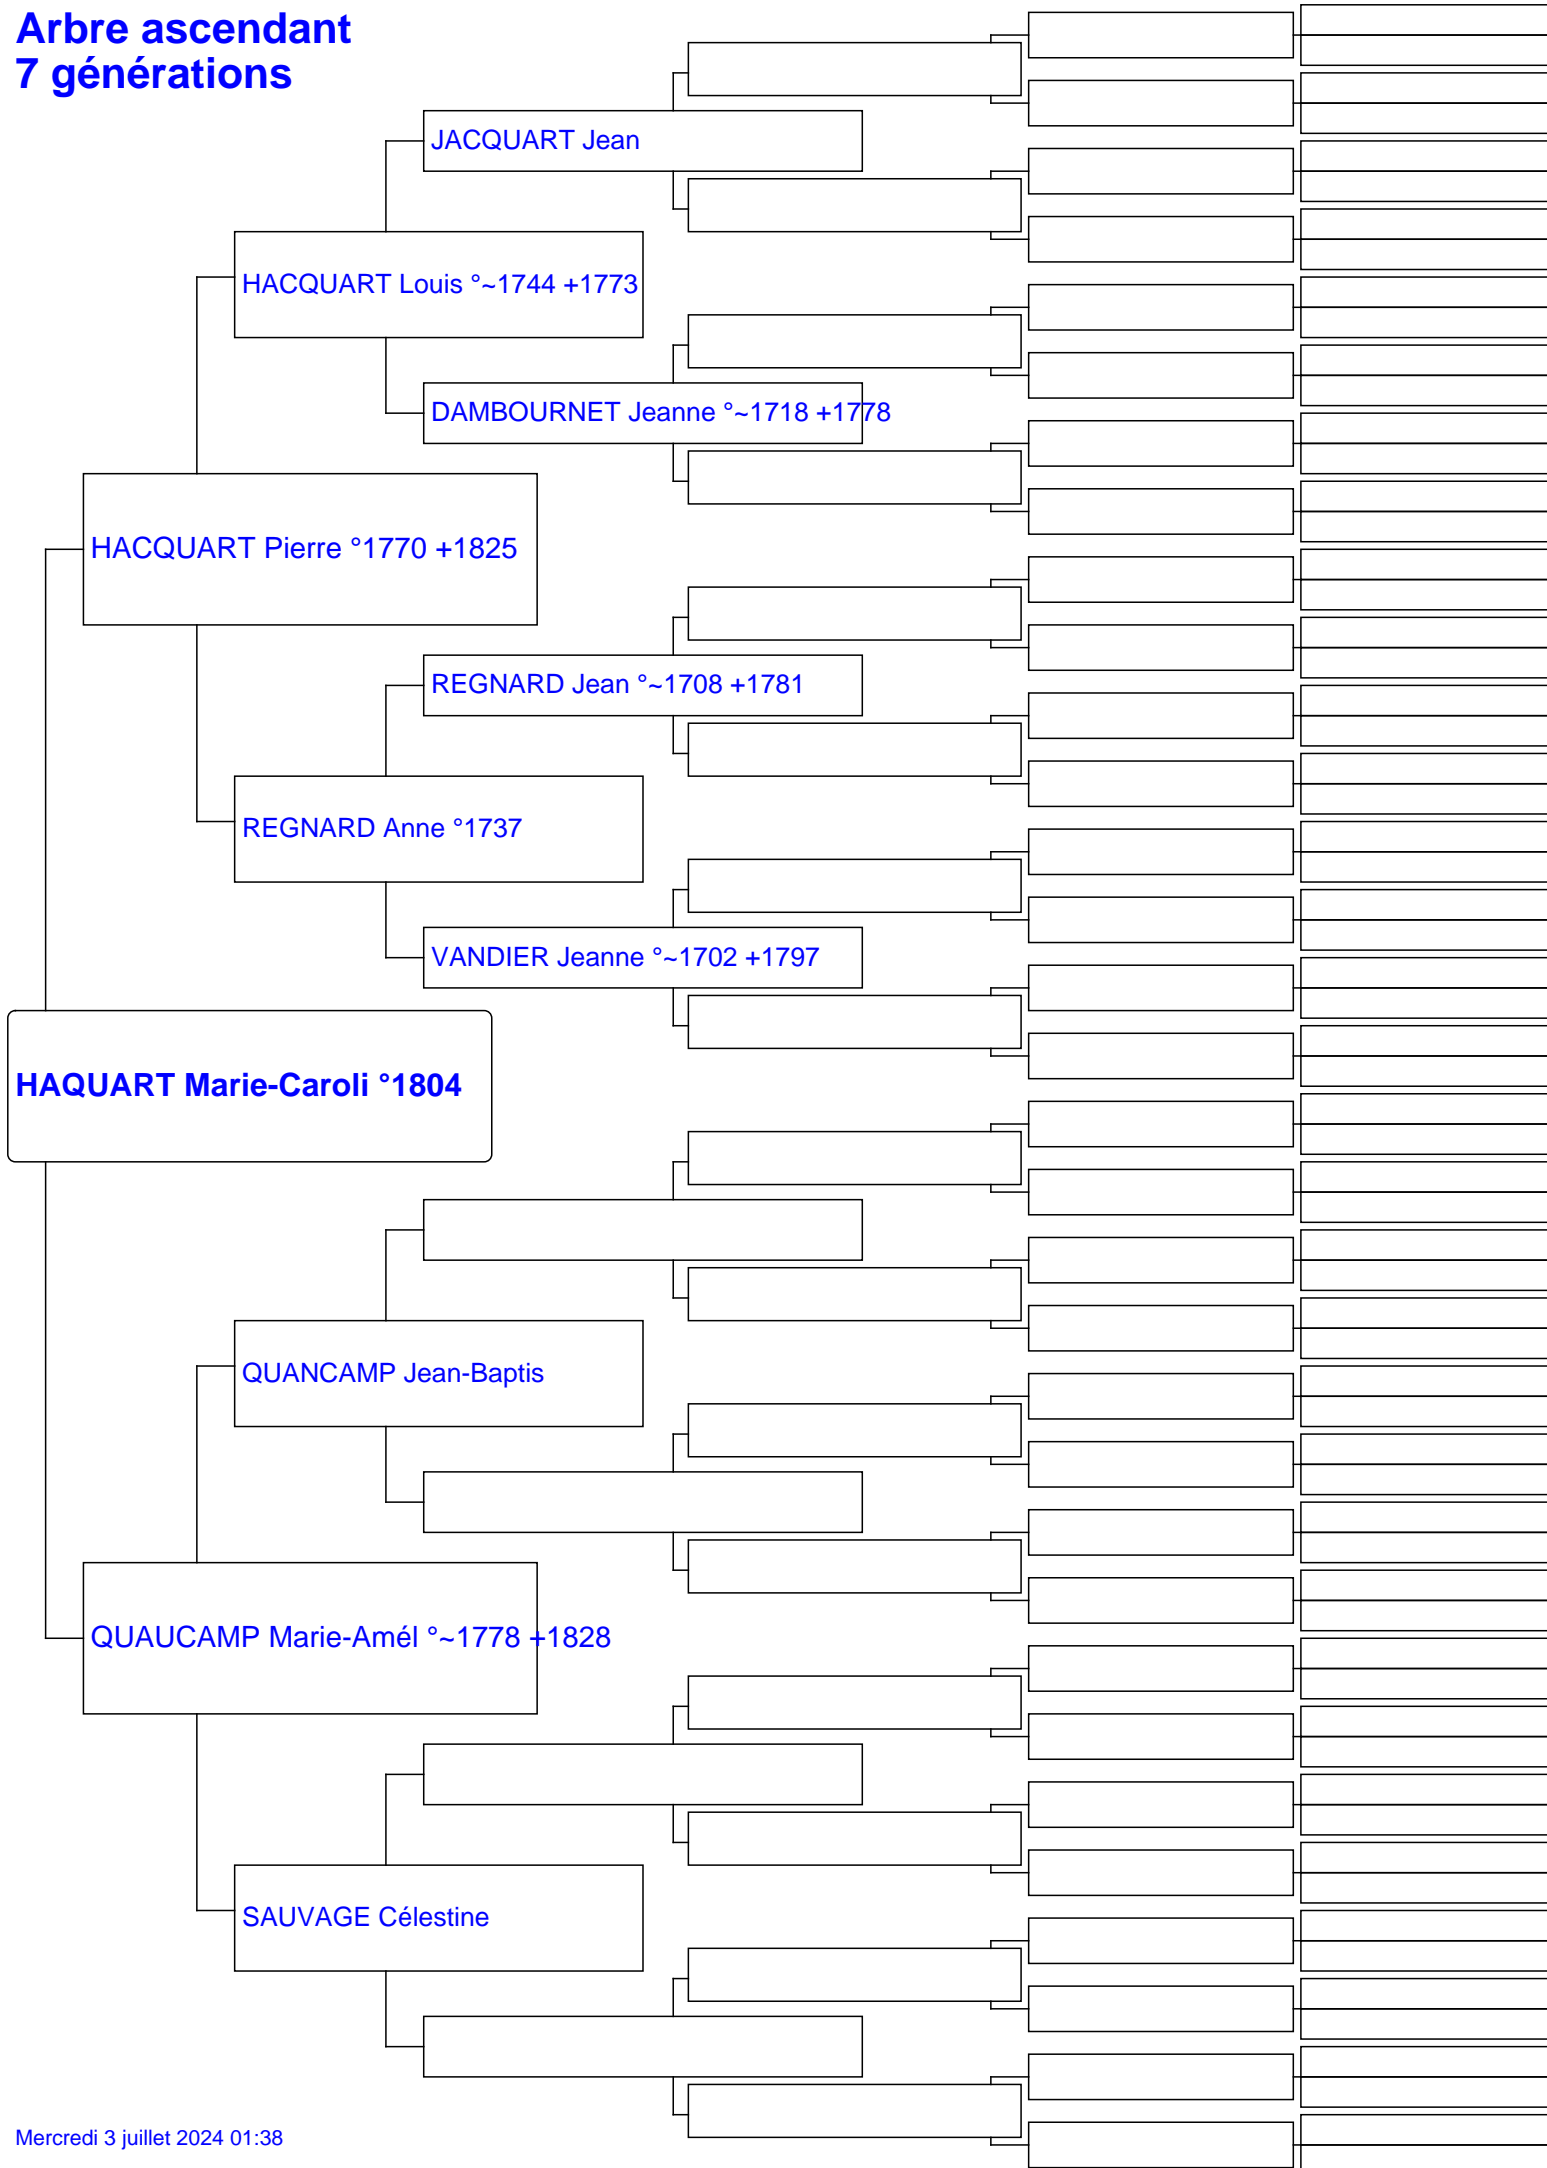 Arbre ascendant
7 générations
JACQUART Jean
HACQUART Louis °~1744 +1773
DAMBOURNET Jeanne °~1718 +1778
HACQUART Pierre °1770 +1825
REGNARD Jean °~1708 +1781
REGNARD Anne °1737
VANDIER Jeanne °~1702 +1797
HAQUART Marie-Caroli °1804
QUANCAMP Jean-Baptis
QUAUCAMP Marie-Amél °~1778 +1828
SAUVAGE Célestine
Mercredi 3 juillet 2024 01:38